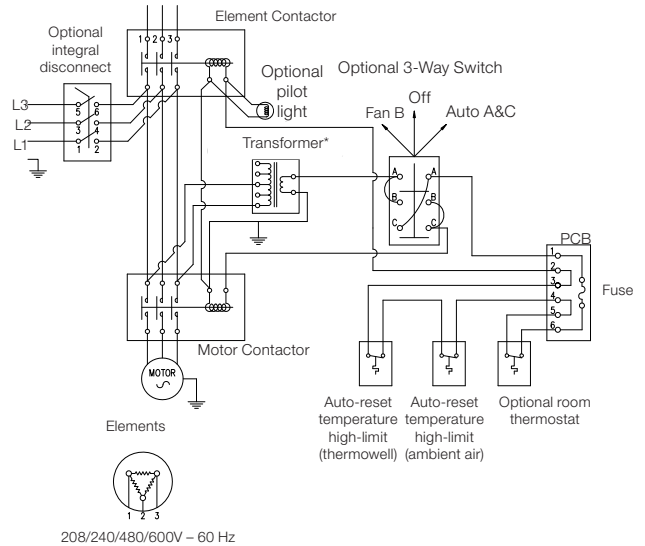 Element Contactor
Optional
integral
disconnect
1 2 3
Optional
pilot
light
Optional 3-Way Switch
Off
Fan B
Auto A&C
L3
L2
L1
5 6
3 4
1 2
Transformer*
A A
B B
C C
PCB
1
2
3
4
5
6
Fuse
Motor Contactor
MOTOR
Auto-reset
temperature
high-limit
(thermowell)
Auto-reset
temperature
high-limit
(ambient air)
Optional room
thermostat
Elements
1 2 3
208/240/480/600V – 60 Hz